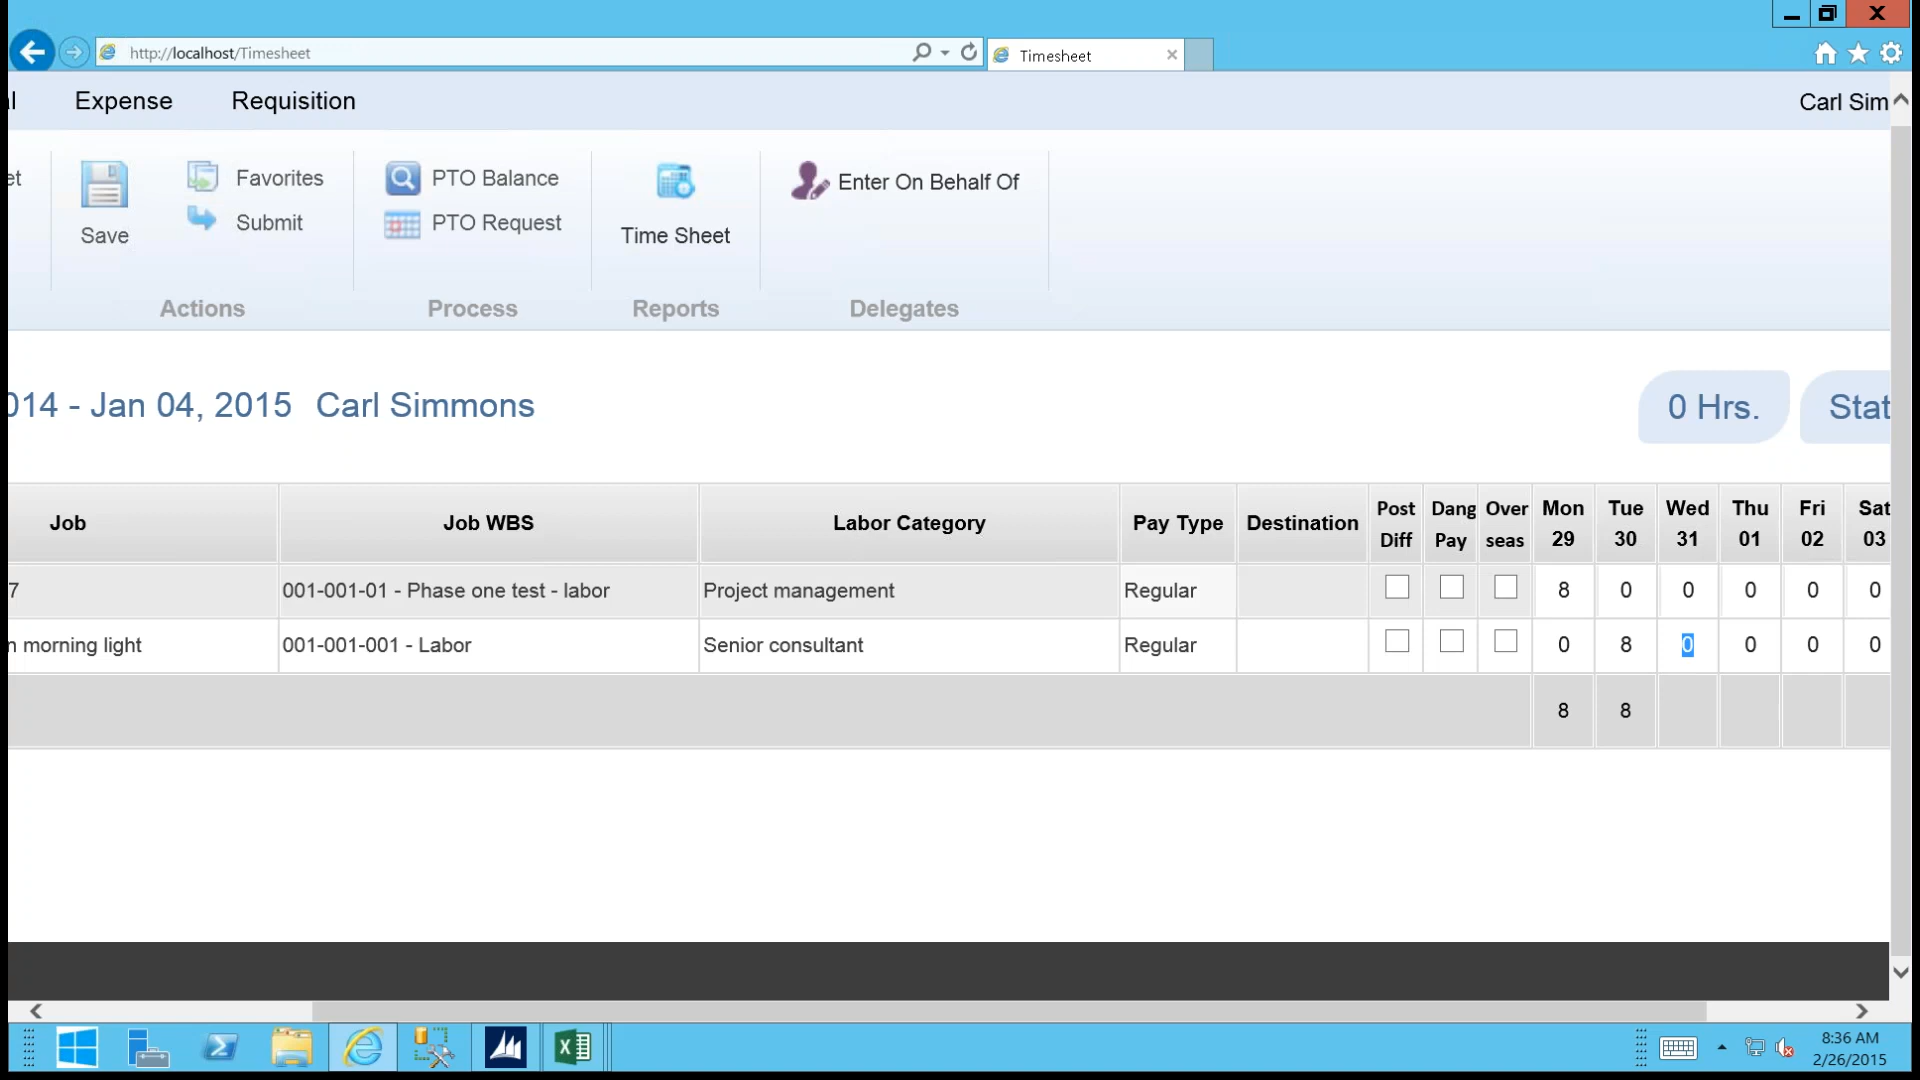 http://localhost/Timesheet
Timesheet
Expense Requisition Carl Sim
et Save Favorites PTO Balance Time Sheet Enter On Behalf Of
Submit PTO Request
Actions Process Reports Delegates
014 - Jan 04, 2015 Carl Simmons 0 Hrs. Stat
Job Job WBS Labor Category Pay Type Destination Post Diff Dang Pay Over seas Mon 29 Tue 30 Wed 31 Thu 01 Fri 02 Sat 03
7 001-001-01 - Phase one test - labor Project management Regular 8 0 0 0 0 0
n morning light 001-001-001 - Labor Senior consultant Regular 0 8 0 0 0 0
8 8
8:36 AM
2/26/2015